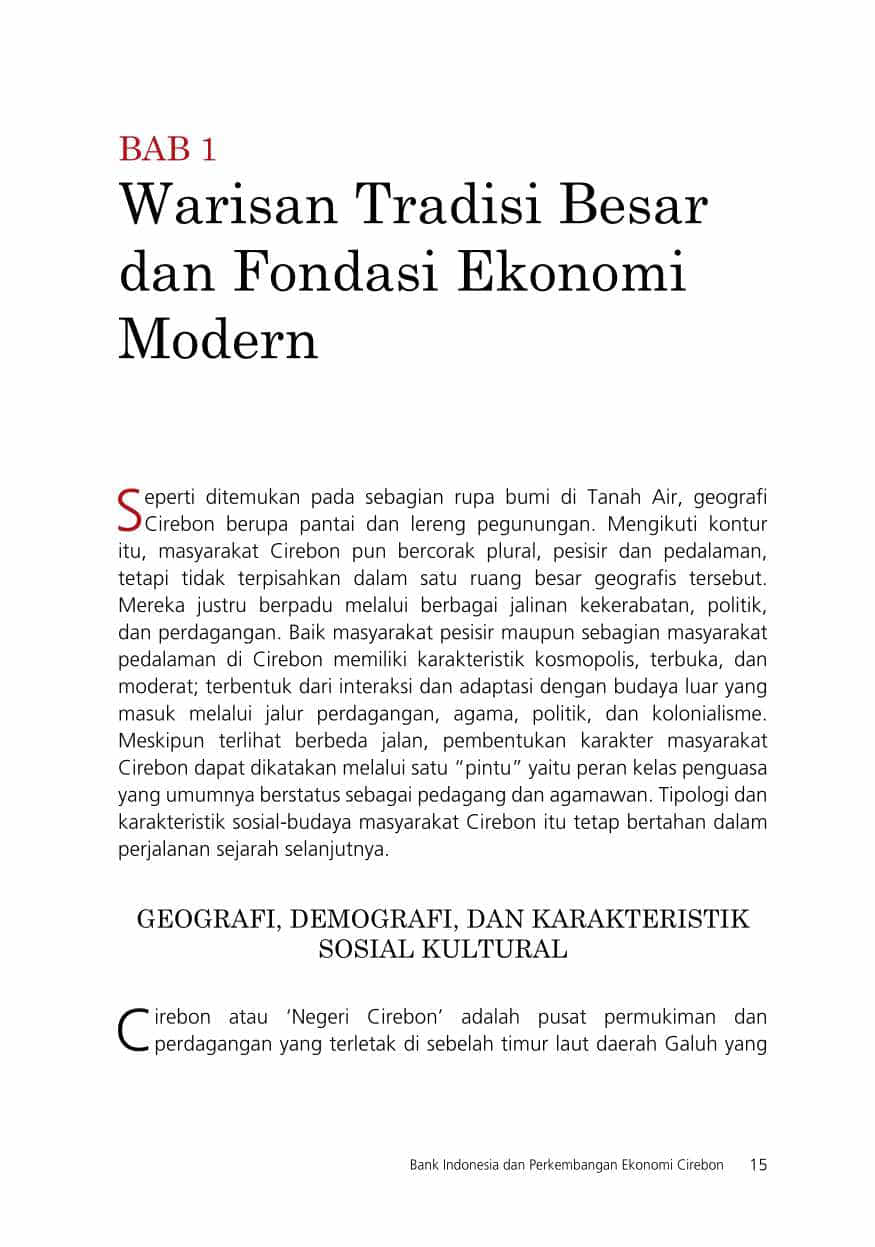 BAB 1
Warisan Tradisi Besar
dan Fondasi Ekonomi
Modern
Seperti ditemukan pada sebagian rupa bumi di Tanah Air, geografi
Cirebon berupa pantai dan lereng pegunungan. Mengikuti kontur
itu, masyarakat Cirebon pun bercorak plural, pesisir dan pedalaman,
tetapi tidak terpisahkan dalam satu ruang besar geografis tersebut.
Mereka justru berpadu melalui berbagai jalinan kekerabatan, politik,
dan perdagangan. Baik masyarakat pesisir maupun sebagian masyarakat
pedalaman di Cirebon memiliki karakteristik kosmopolis, terbuka, dan
moderat; terbentuk dari interaksi dan adaptasi dengan budaya luar yang
masuk melalui jalur perdagangan, agama, politik, dan kolonialisme.
Meskipun terlihat berbeda jalan, pembentukan karakter masyarakat
Cirebon dapat dikatakan melalui satu “pintu” yaitu peran kelas penguasa
yang umumnya berstatus sebagai pedagang dan agamawan. Tipologi dan
karakteristik sosial-budaya masyarakat Cirebon itu tetap bertahan dalam
perjalanan sejarah selanjutnya.
GEOGRAFI, DEMOGRAFI, DAN KARAKTERISTIK
SOSIAL KULTURAL
Cirebon atau ‘Negeri Cirebon’ adalah pusat permukiman dan
perdagangan yang terletak di sebelah timur laut daerah Galuh yang
Bank Indonesia dan Perkembangan Ekonomi Cirebon 15